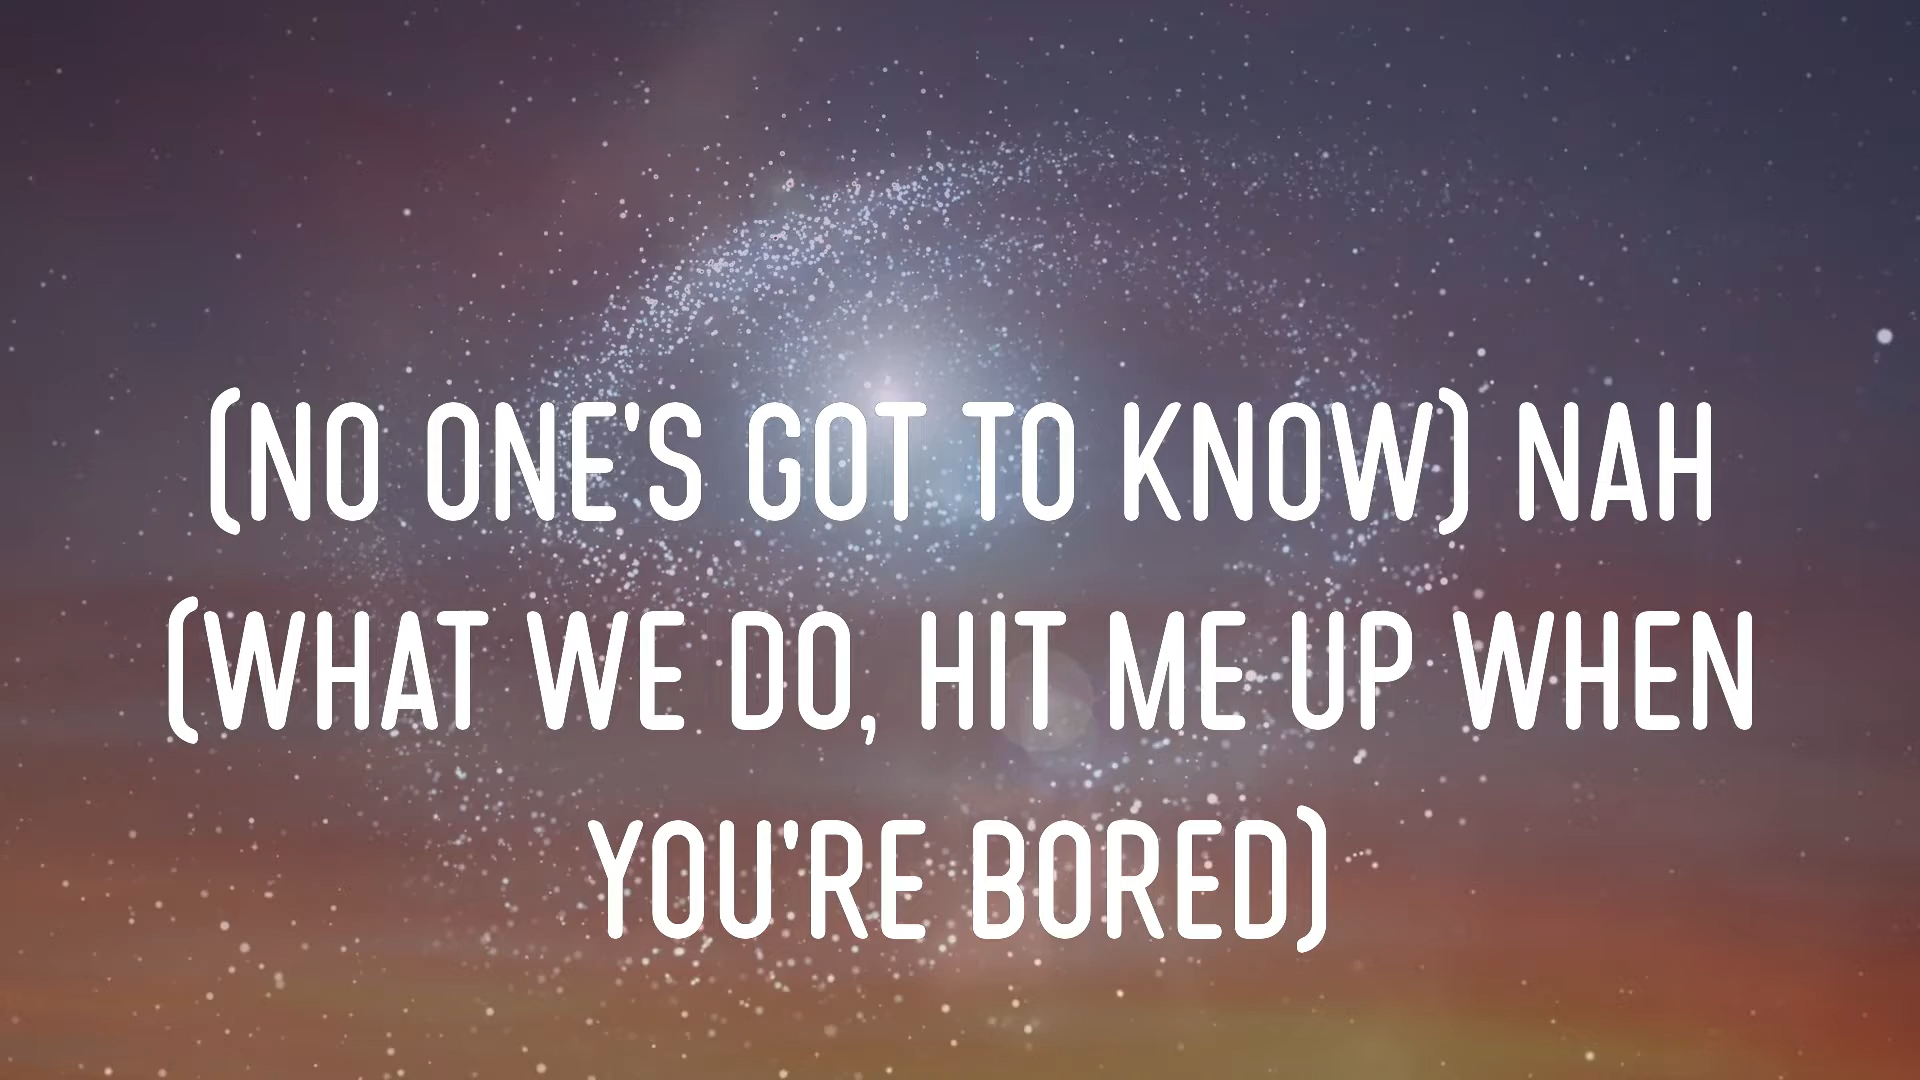 (NO ONE'S GOT TO KNOW) NAH
(WHAT WE DO, HIT ME UP WHEN
YOU'RE BORED)